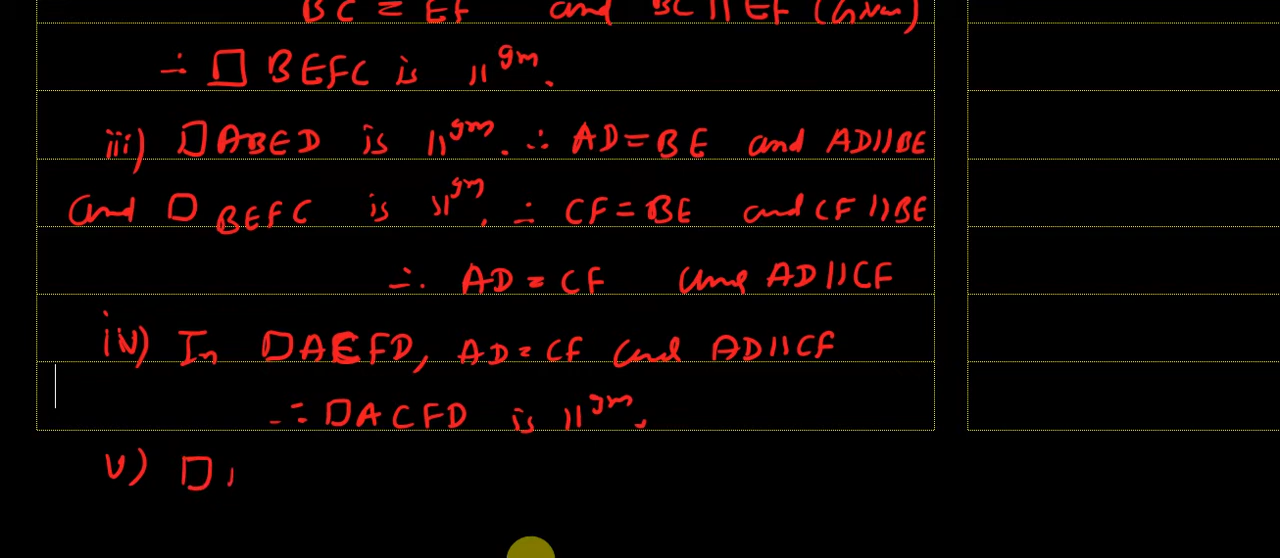 BC = EF and BC || EF (Given)
∴ □ BEFC is ||gm.
iii) □ABED is ||gm. ∴ AD = BE and AD||BE
and □ BEFC is ||gm. ∴ CF = BE and CF || BE
∴ AD = CF and AD||CF
iv) In □ACFD, AD = CF and AD||CF
∴ □ACFD is ||gm.
v) □